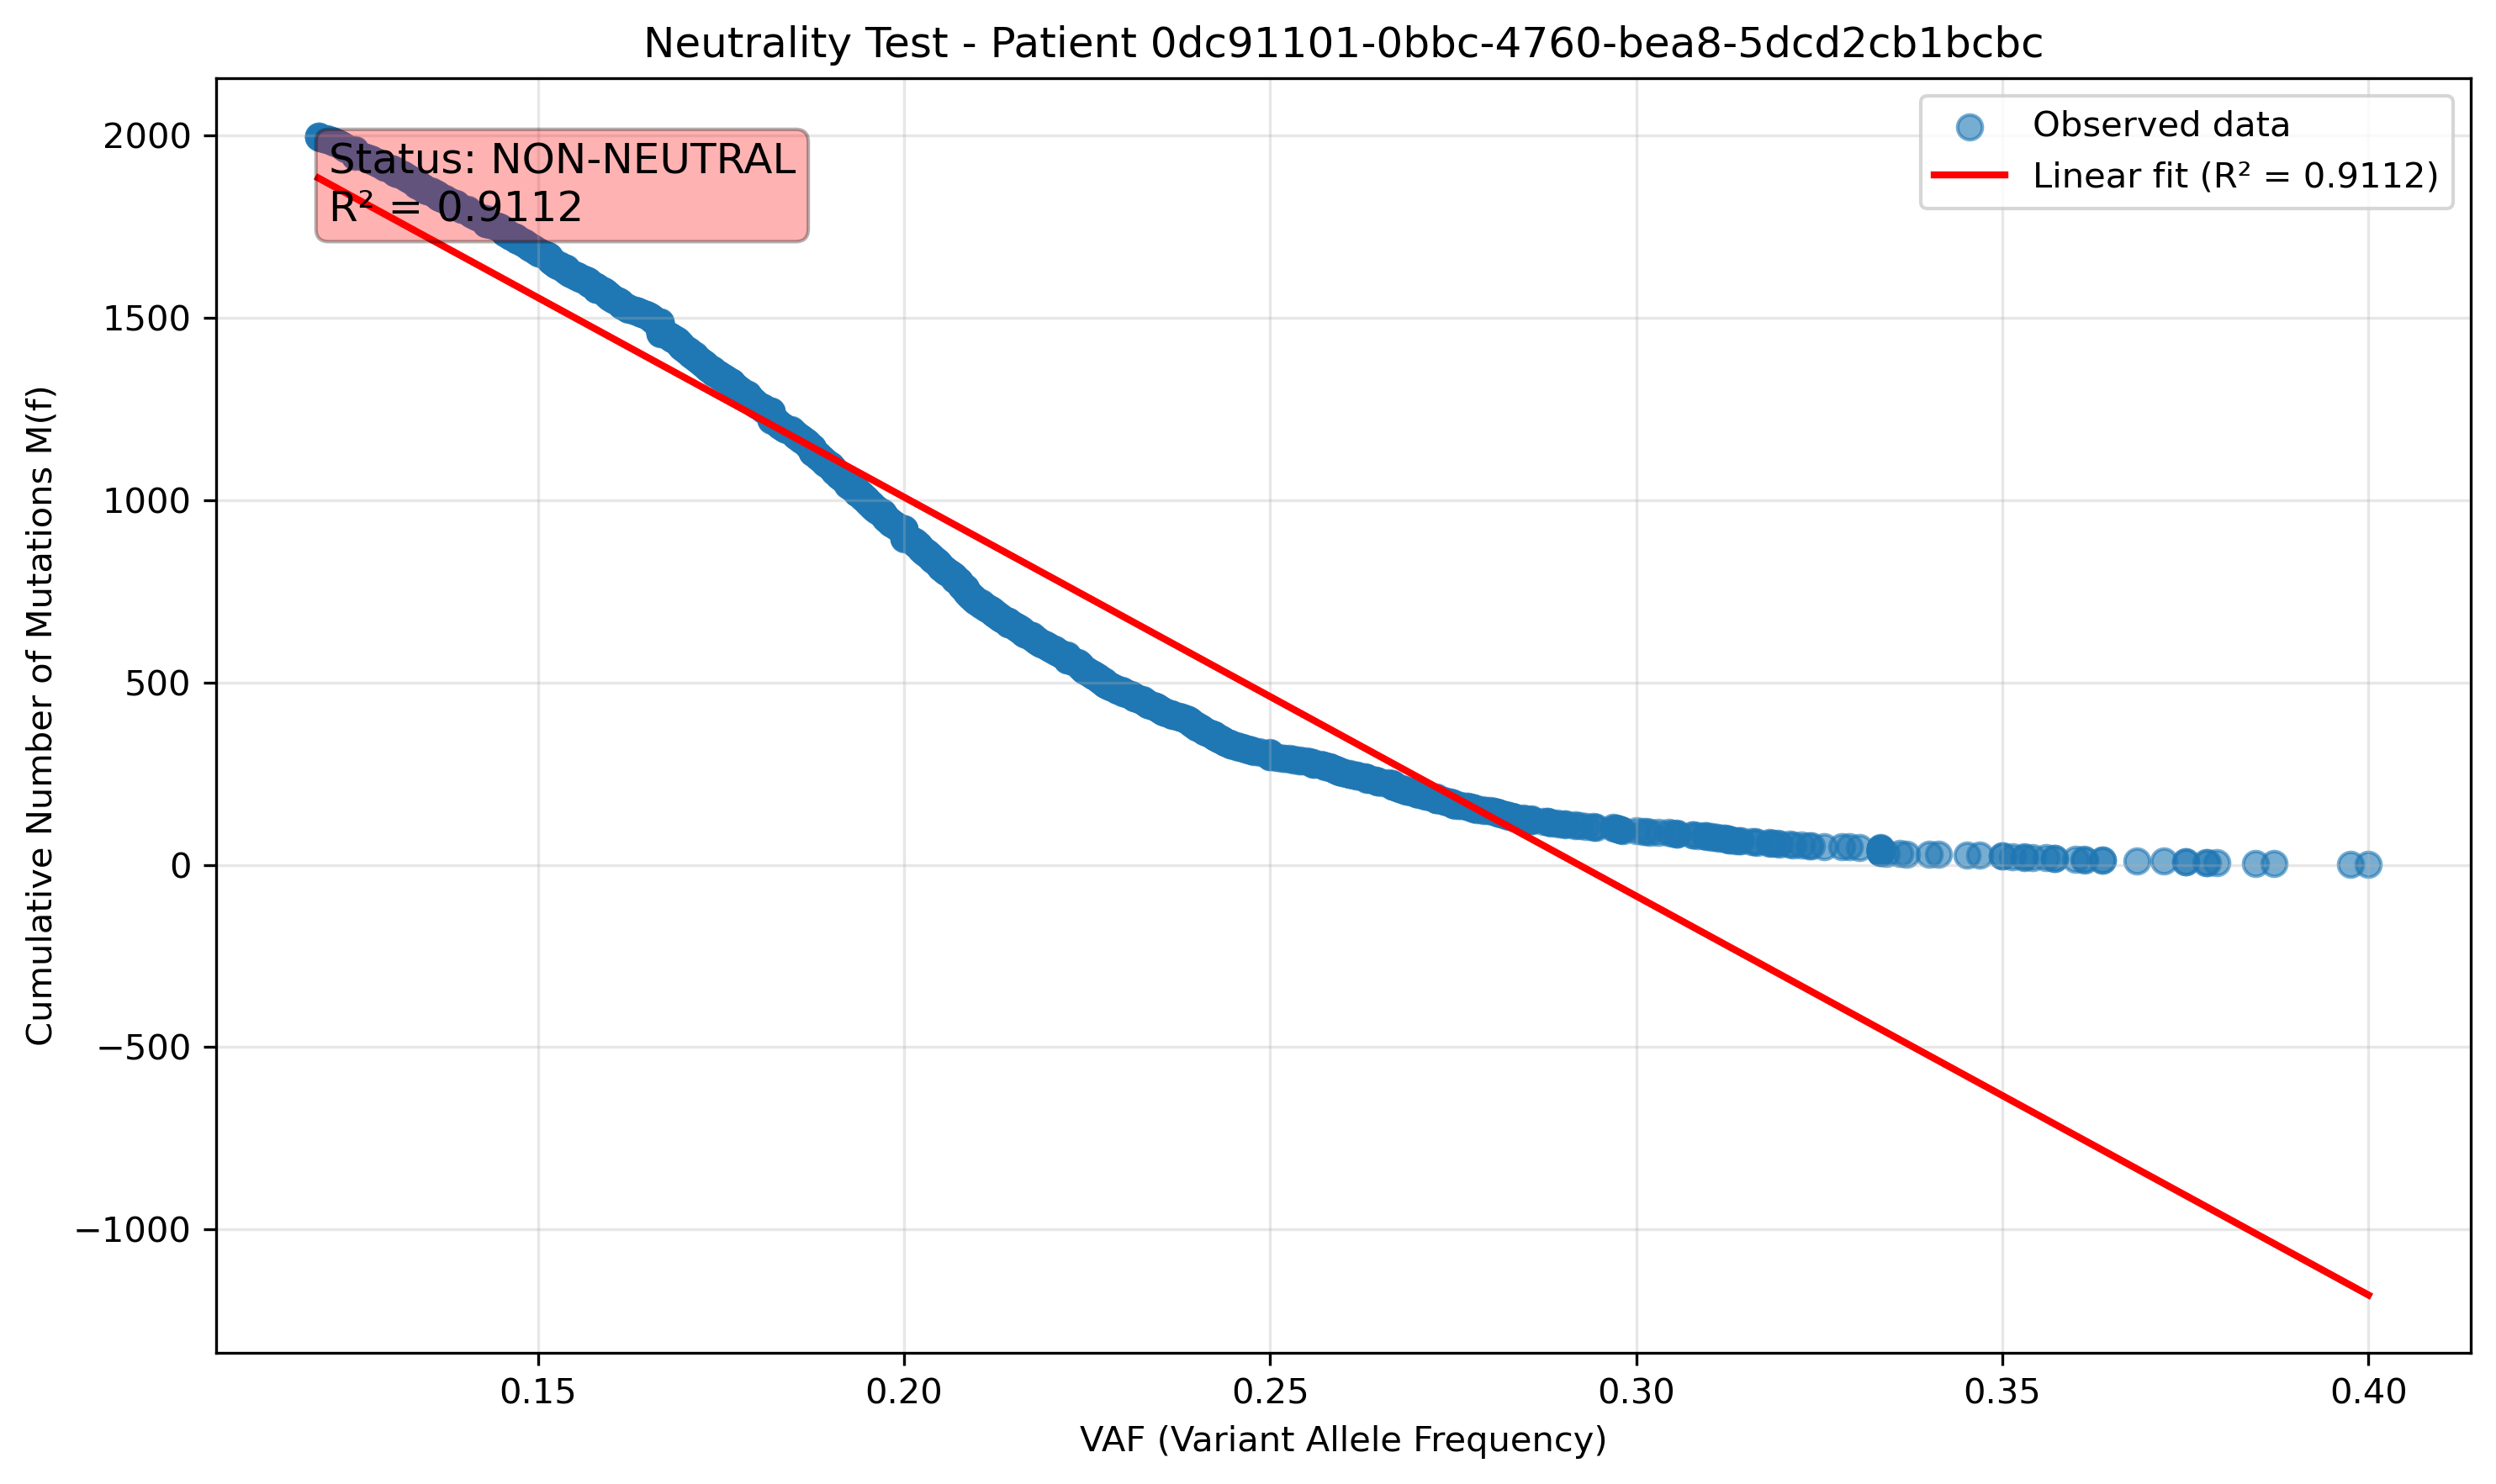 Neutrality Test - Patient 0dc91101-0bbc-4760-bea8-5dcd2cb1bcbc
Observed data
Linear fit (R² = 0.9112)
Status: NON-NEUTRAL
R² = 0.9112
Cumulative Number of Mutations M(f)
2000
1500
1000
500
0
−500
−1000
0.15 0.20 0.25 0.30 0.35 0.40
VAF (Variant Allele Frequency)